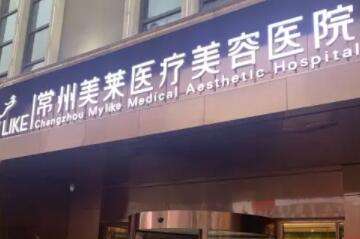 LIKE
常州美莱医疗美容医院
Changzhou Mylike Medical Aesthetic Hospital